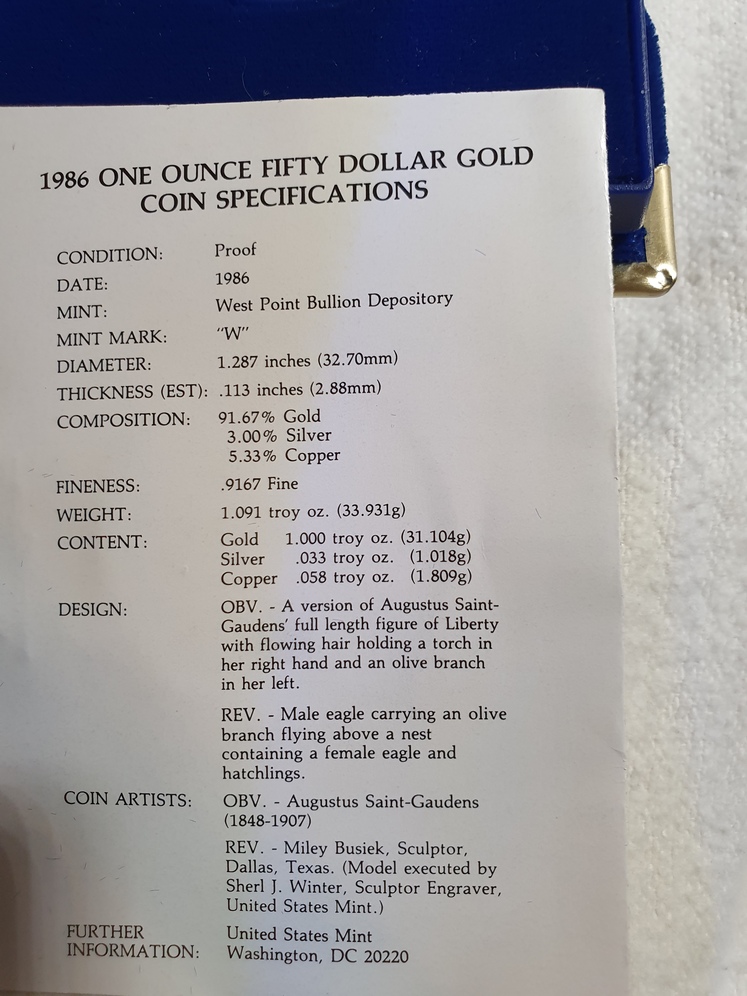 1986 ONE OUNCE FIFTY DOLLAR GOLD
COIN SPECIFICATIONS
CONDITION: Proof
DATE: 1986
MINT: West Point Bullion Depository
MINT MARK: "W"
DIAMETER: 1.287 inches (32.70mm)
THICKNESS (EST): .113 inches (2.88mm)
COMPOSITION: 91.67% Gold
3.00% Silver
5.33% Copper
FINENESS: .9167 Fine
WEIGHT: 1.091 troy oz. (33.931g)
CONTENT: Gold 1.000 troy oz. (31.104g)
Silver .033 troy oz. (1.018g)
Copper .058 troy oz. (1.809g)
DESIGN: OBV. - A version of Augustus Saint-
Gaudens' full length figure of Liberty
with flowing hair holding a torch in
her right hand and an olive branch
in her left.
REV. - Male eagle carrying an olive
branch flying above a nest
containing a female eagle and
hatchlings.
COIN ARTISTS: OBV. - Augustus Saint-Gaudens
(1848-1907)
REV. - Miley Busiek, Sculptor,
Dallas, Texas. (Model executed by
Sherl J. Winter, Sculptor Engraver,
United States Mint.)
FURTHER United States Mint
INFORMATION: Washington, DC 20220